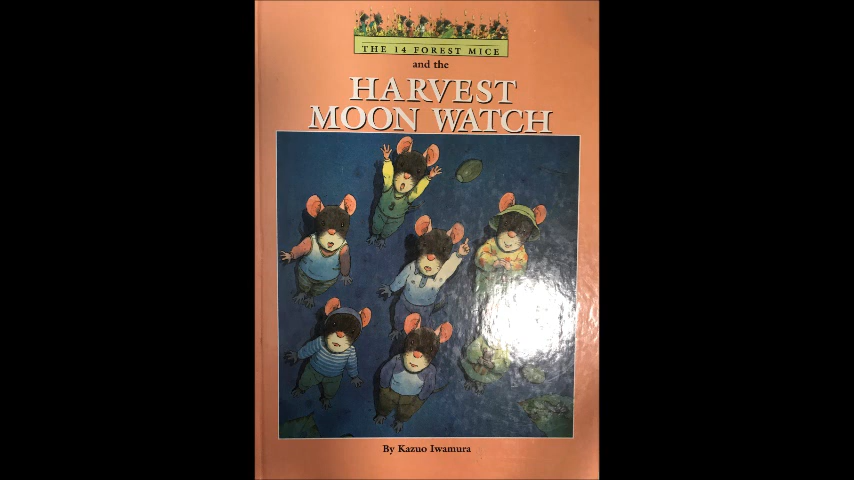 THE 14 FOREST MICE
and the
HARVEST
MOON WATCH
By Kazuo Iwamura